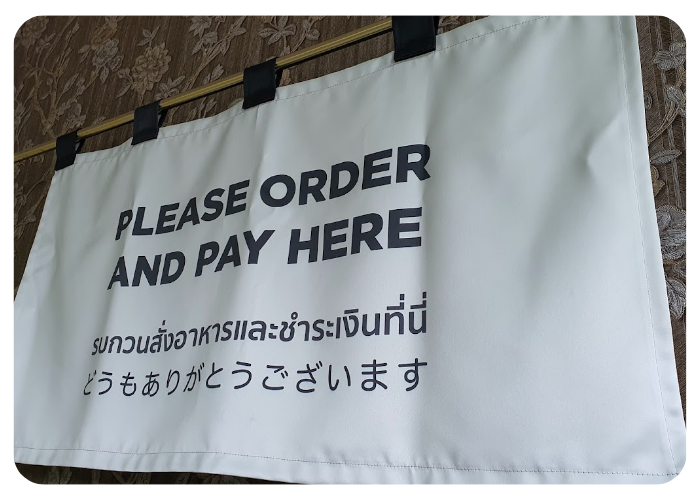 PLEASE ORDER
AND PAY HERE
รบกวนสั่งอาหารและชำระเงินที่นี่
どうもありがとうございます